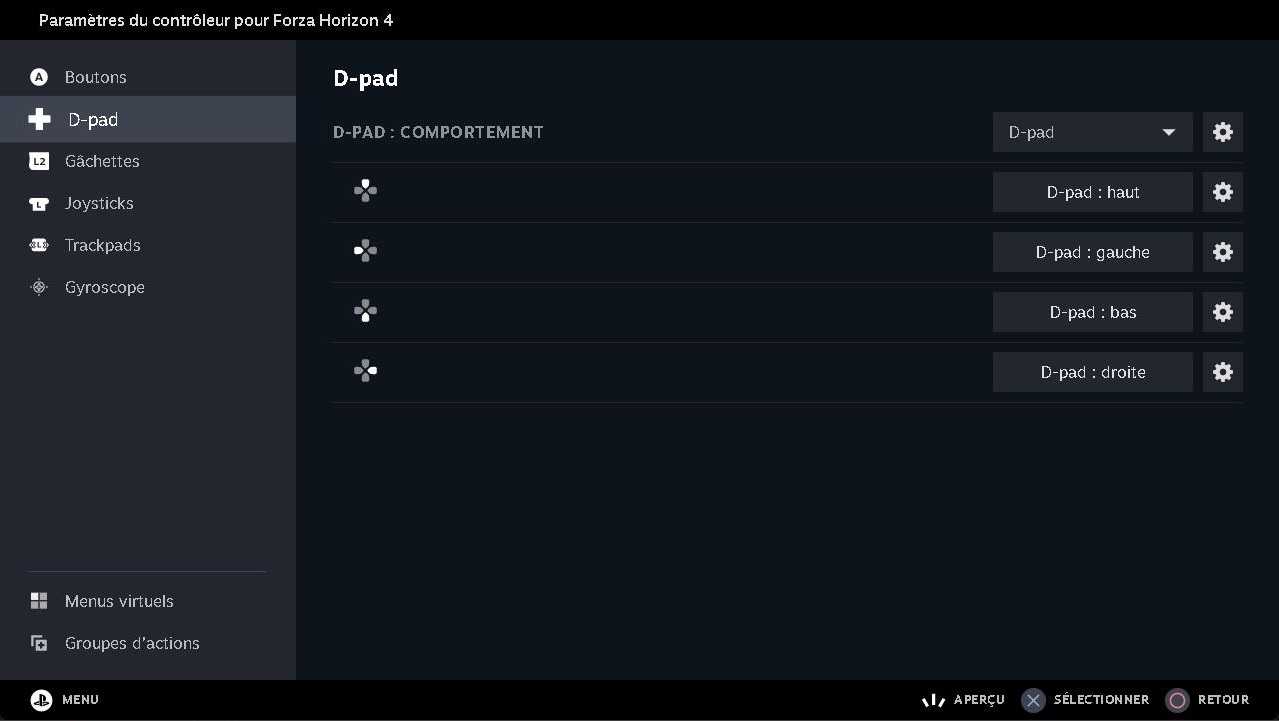 Paramètres du contrôleur pour Forza Horizon 4
A Boutons
D-pad
L2 Gâchettes
L Joysticks
L Trackpads
Gyroscope
Menus virtuels
Groupes d'actions
D-pad
D-PAD : COMPORTEMENT
D-pad
D-pad : haut
D-pad : gauche
D-pad : bas
D-pad : droite
MENU
APERÇU
SÉLECTIONNER
RETOUR